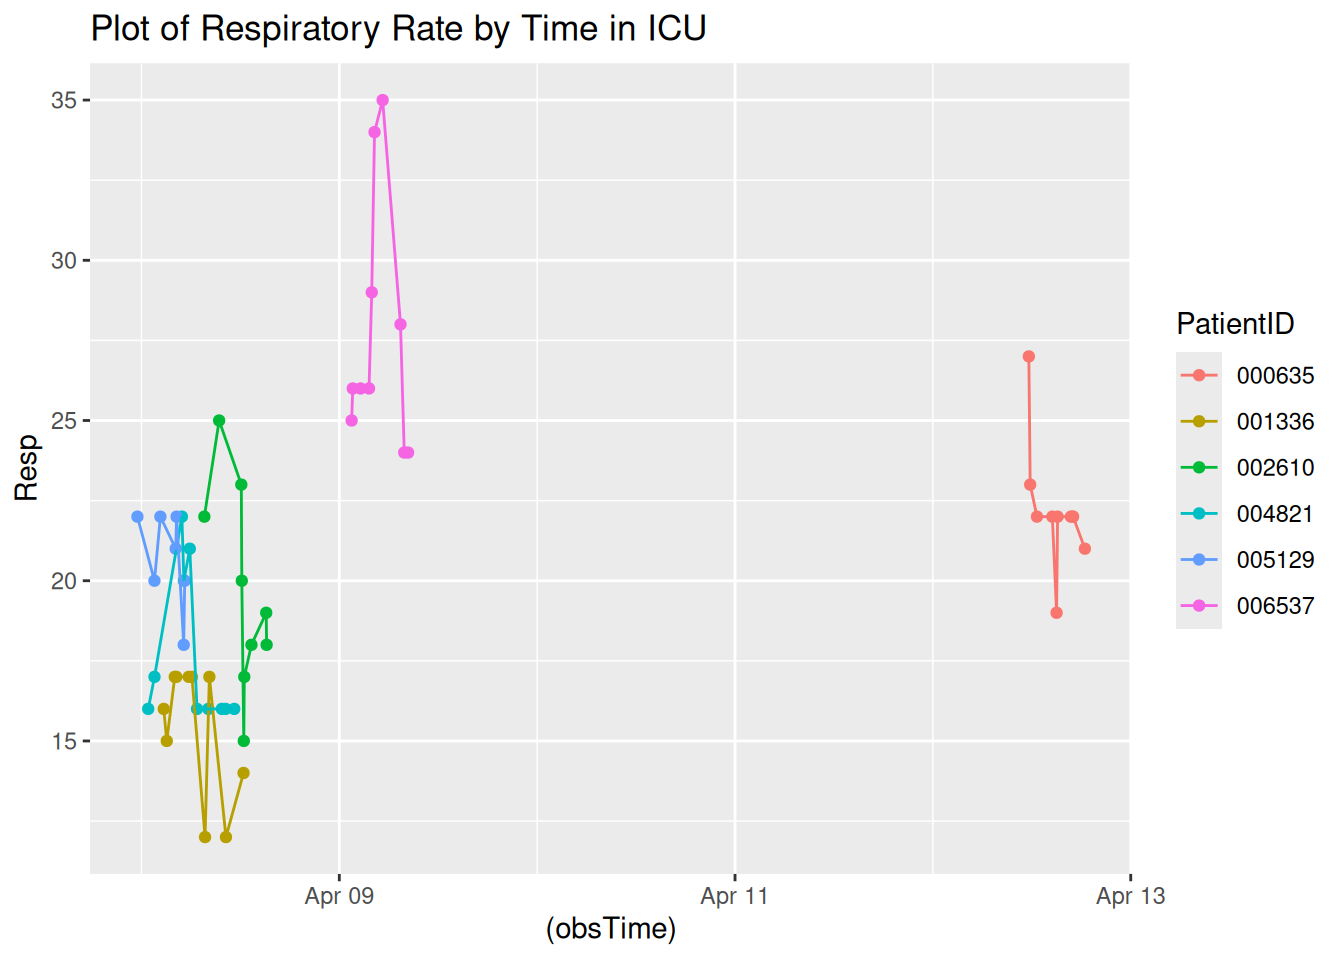 Plot of Respiratory Rate by Time in ICU
35
30
25
20
15
Resp
Apr 09
Apr 11
Apr 13
(obsTime)
PatientID
000635
001336
002610
004821
005129
006537